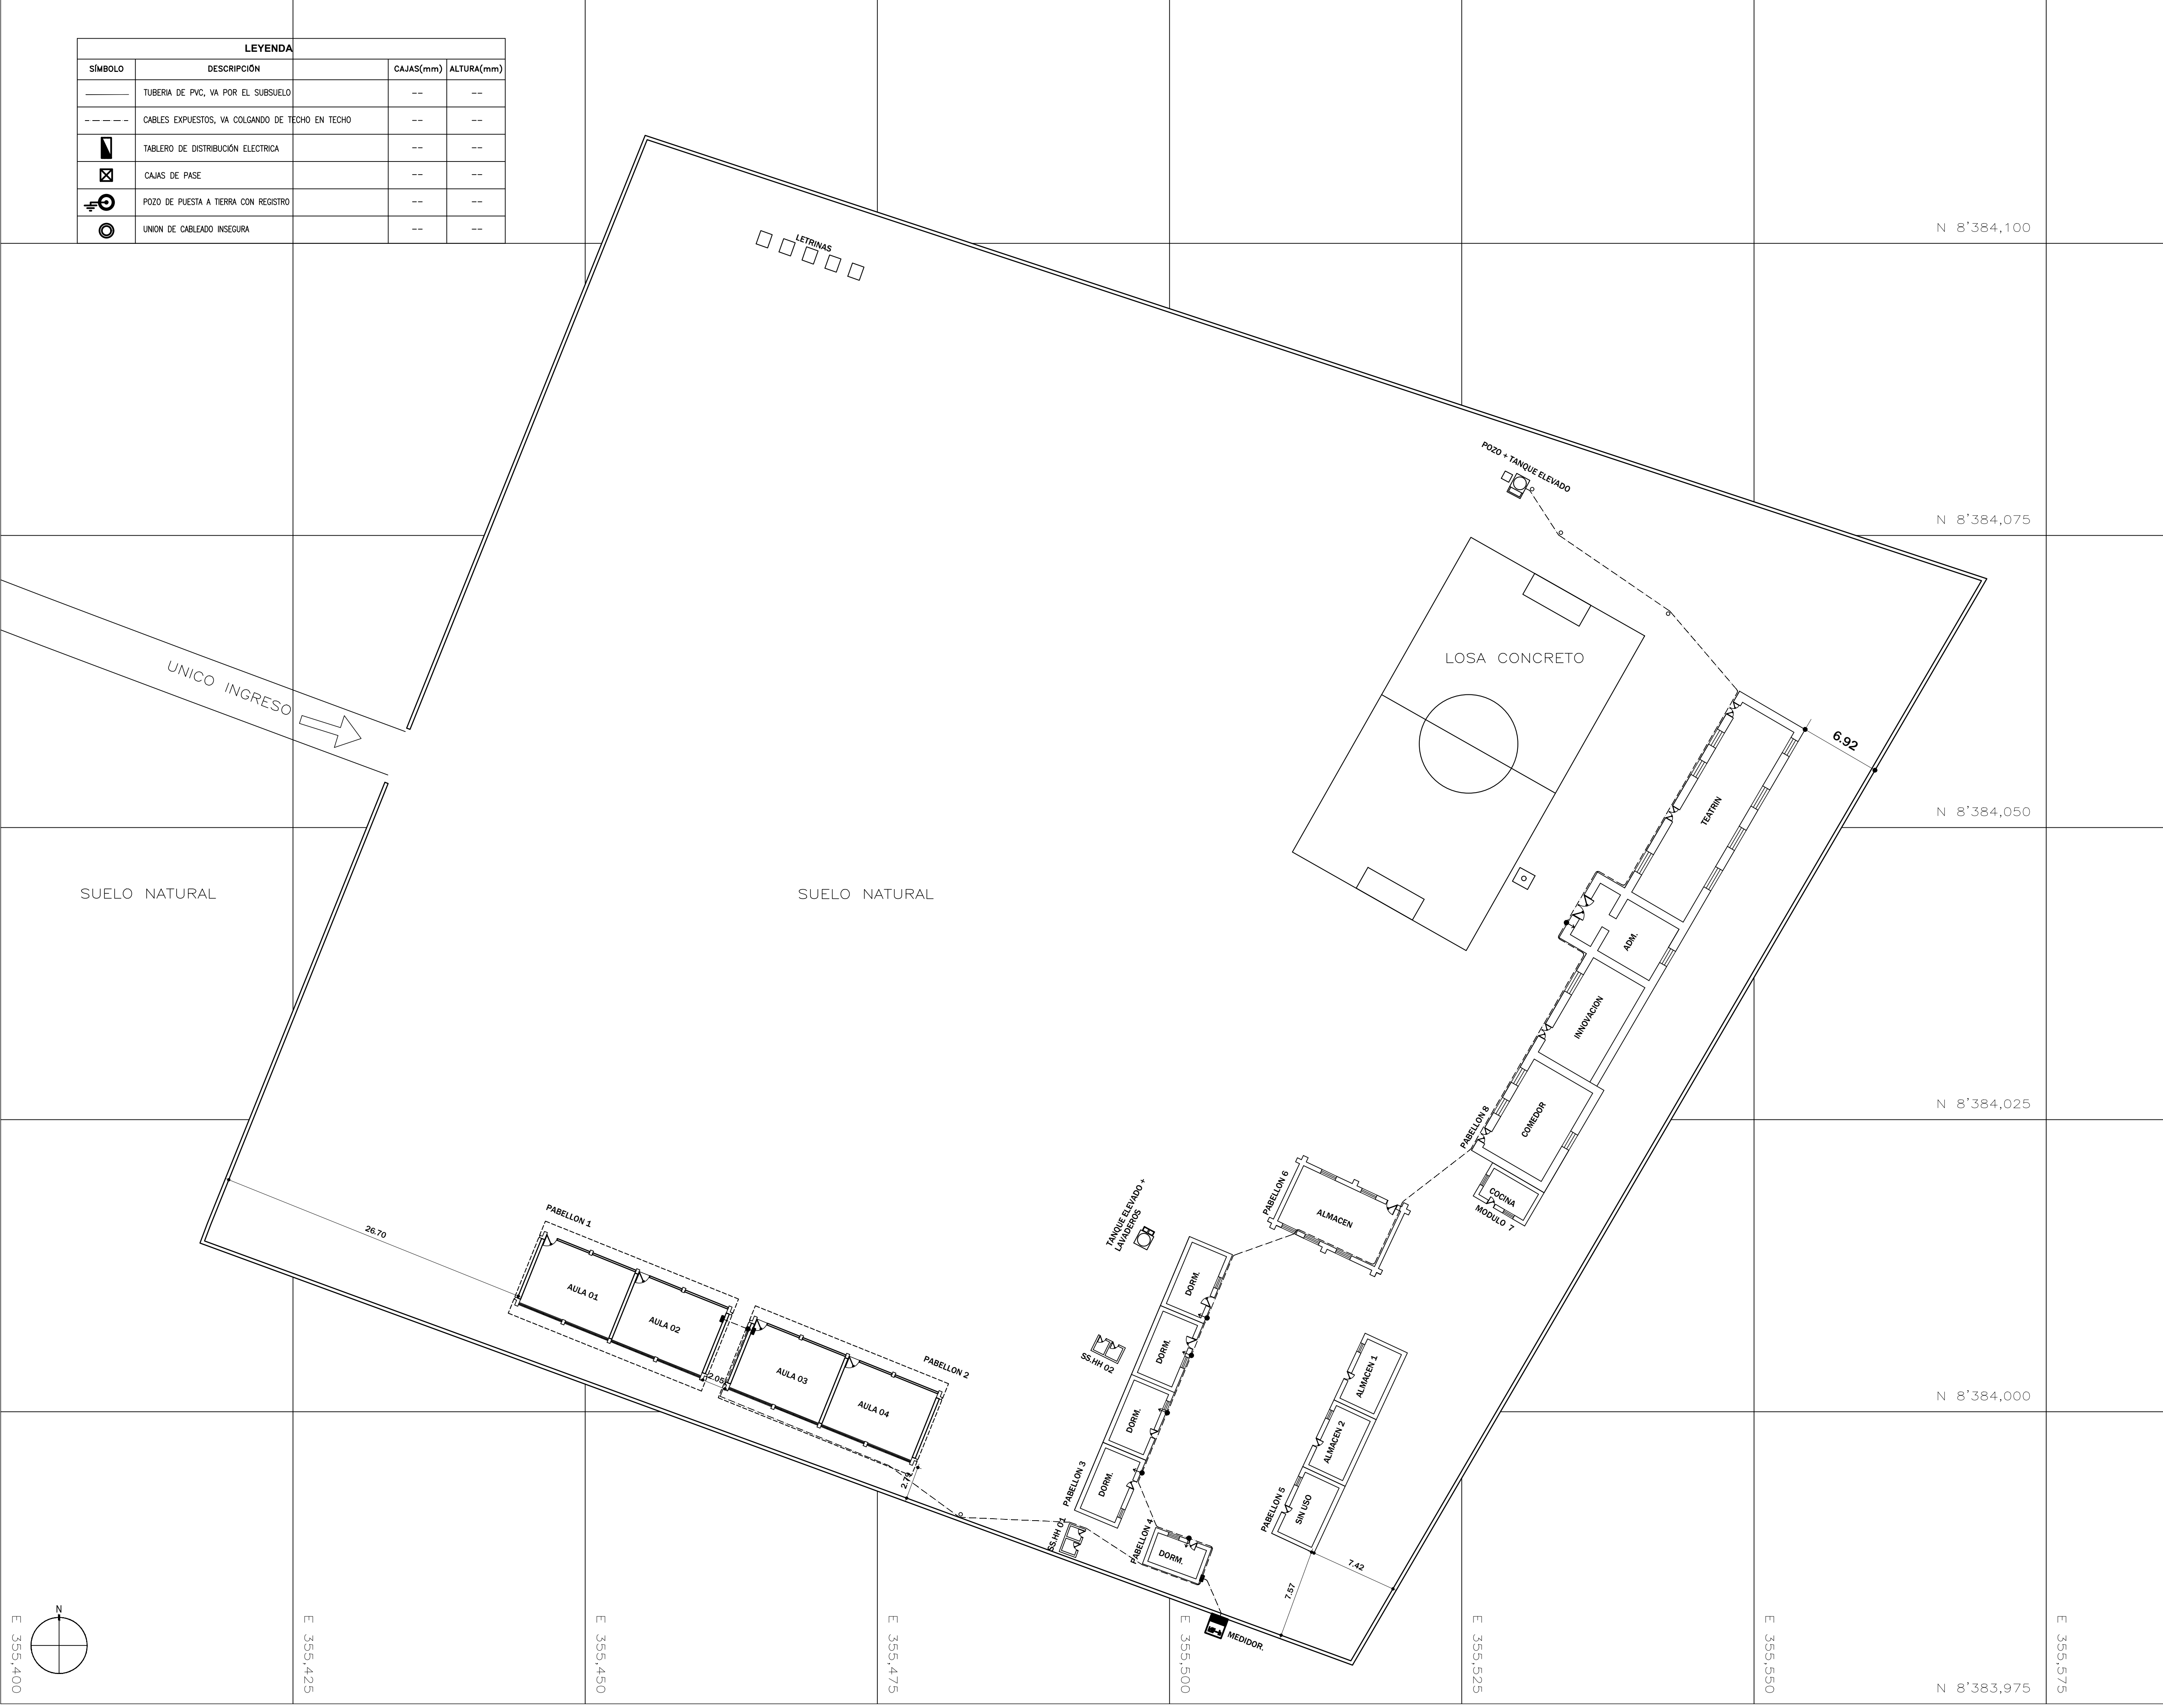 LEYENDA
SÍMBOLO DESCRIPCIÓN CAJAS(mm) ALTURA(mm)
TUBERIA DE PVC, VA POR EL SUBSUELO -- --
CABLES EXPUESTOS, VA COLGANDO DE TECHO EN TECHO -- --
TABLERO DE DISTRIBUCIÓN ELECTRICA -- --
CAJAS DE PASE -- --
POZO DE PUESTA A TIERRA CON REGISTRO -- --
UNION DE CABLEADO INSEGURA -- --
N 8'384,100
LETRINAS
POZO + TANQUE ELEVADO
N 8'384,075
LOSA CONCRETO
UNICO INGRESO
6.92
TEATRIN
N 8'384,050
SUELO NATURAL
SUELO NATURAL
ADM.
INNOVACION
N 8'384,025
PABELLON 8
COMEDOR
COCINA
MODULO 7
PABELLON 6
ALMACEN
TANQUE ELEVADO +
LAVADEROS
26.70
PABELLON 1
AULA 01
AULA 02
2.05
PABELLON 2
AULA 03
AULA 04
2.79
DORM.
DORM.
DORM.
DORM.
SS.HH 02
PABELLON 3
SS.HH 01
PABELLON 4
DORM.
ALMACEN 1
ALMACEN 2
SIN USO
PABELLON 5
N 8'384,000
7.42
7.57
MEDIDOR.
N
E 355,400
E 355,425
E 355,450
E 355,475
E 355,500
E 355,525
E 355,550
E 355,575
N 8'383,975